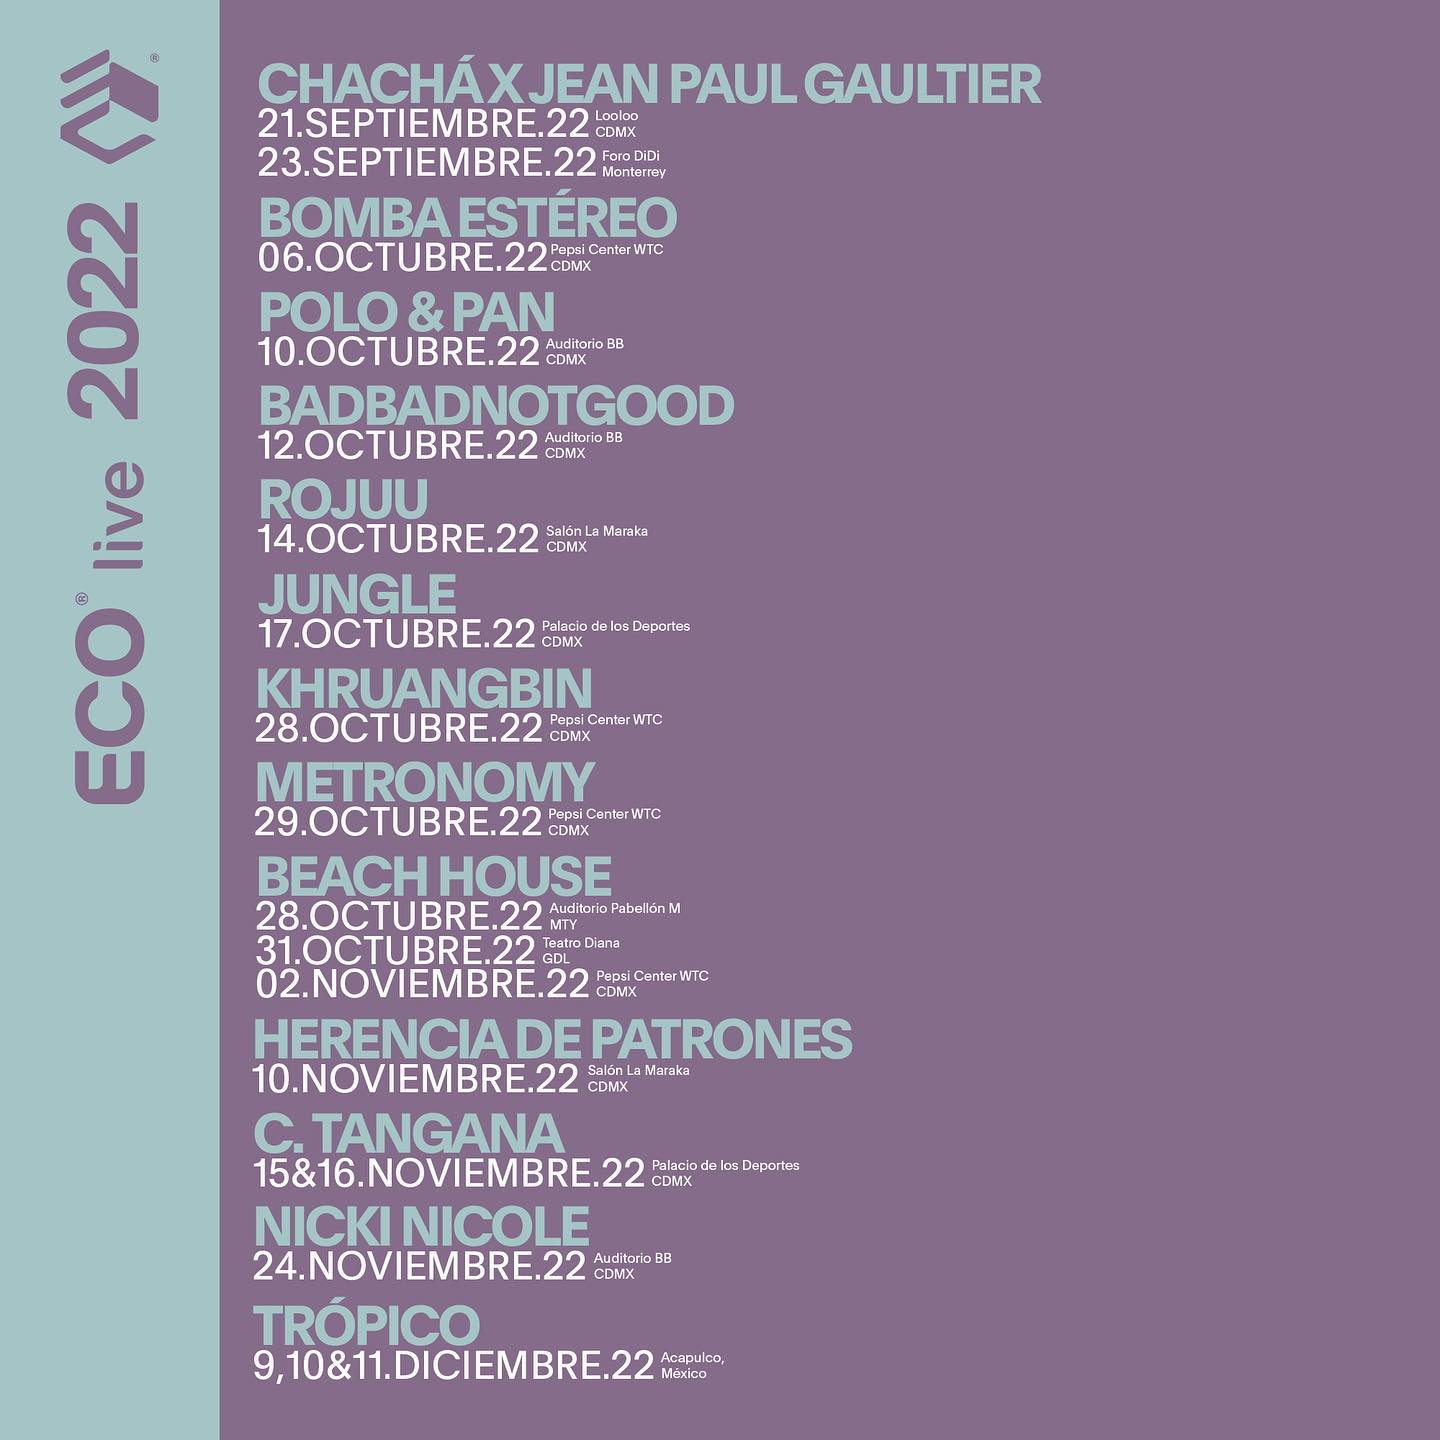 ECO® live 2022
®
CHACHÁ X JEAN PAUL GAULTIER
21.SEPTIEMBRE.22 Looloo
CDMX
23.SEPTIEMBRE.22 Foro DiDi
Monterrey
BOMBA ESTÉREO
06.OCTUBRE.22 Pepsi Center WTC
CDMX
POLO & PAN
10.OCTUBRE.22 Auditorio BB
CDMX
BADBADNOTGOOD
12.OCTUBRE.22 Auditorio BB
CDMX
ROJUU
14.OCTUBRE.22 Salón La Maraka
CDMX
JUNGLE
17.OCTUBRE.22 Palacio de los Deportes
CDMX
KHRUANGBIN
28.OCTUBRE.22 Pepsi Center WTC
CDMX
METRONOMY
29.OCTUBRE.22 Pepsi Center WTC
CDMX
BEACH HOUSE
28.OCTUBRE.22 Auditorio Pabellón M
MTY
31.OCTUBRE.22 Teatro Diana
GDL
02.NOVIEMBRE.22 Pepsi Center WTC
CDMX
HERENCIA DE PATRONES
10.NOVIEMBRE.22 Salón La Maraka
CDMX
C. TANGANA
15&16.NOVIEMBRE.22 Palacio de los Deportes
CDMX
NICKI NICOLE
24.NOVIEMBRE.22 Auditorio BB
CDMX
TRÓPICO
9,10&11.DICIEMBRE.22 Acapulco,
México